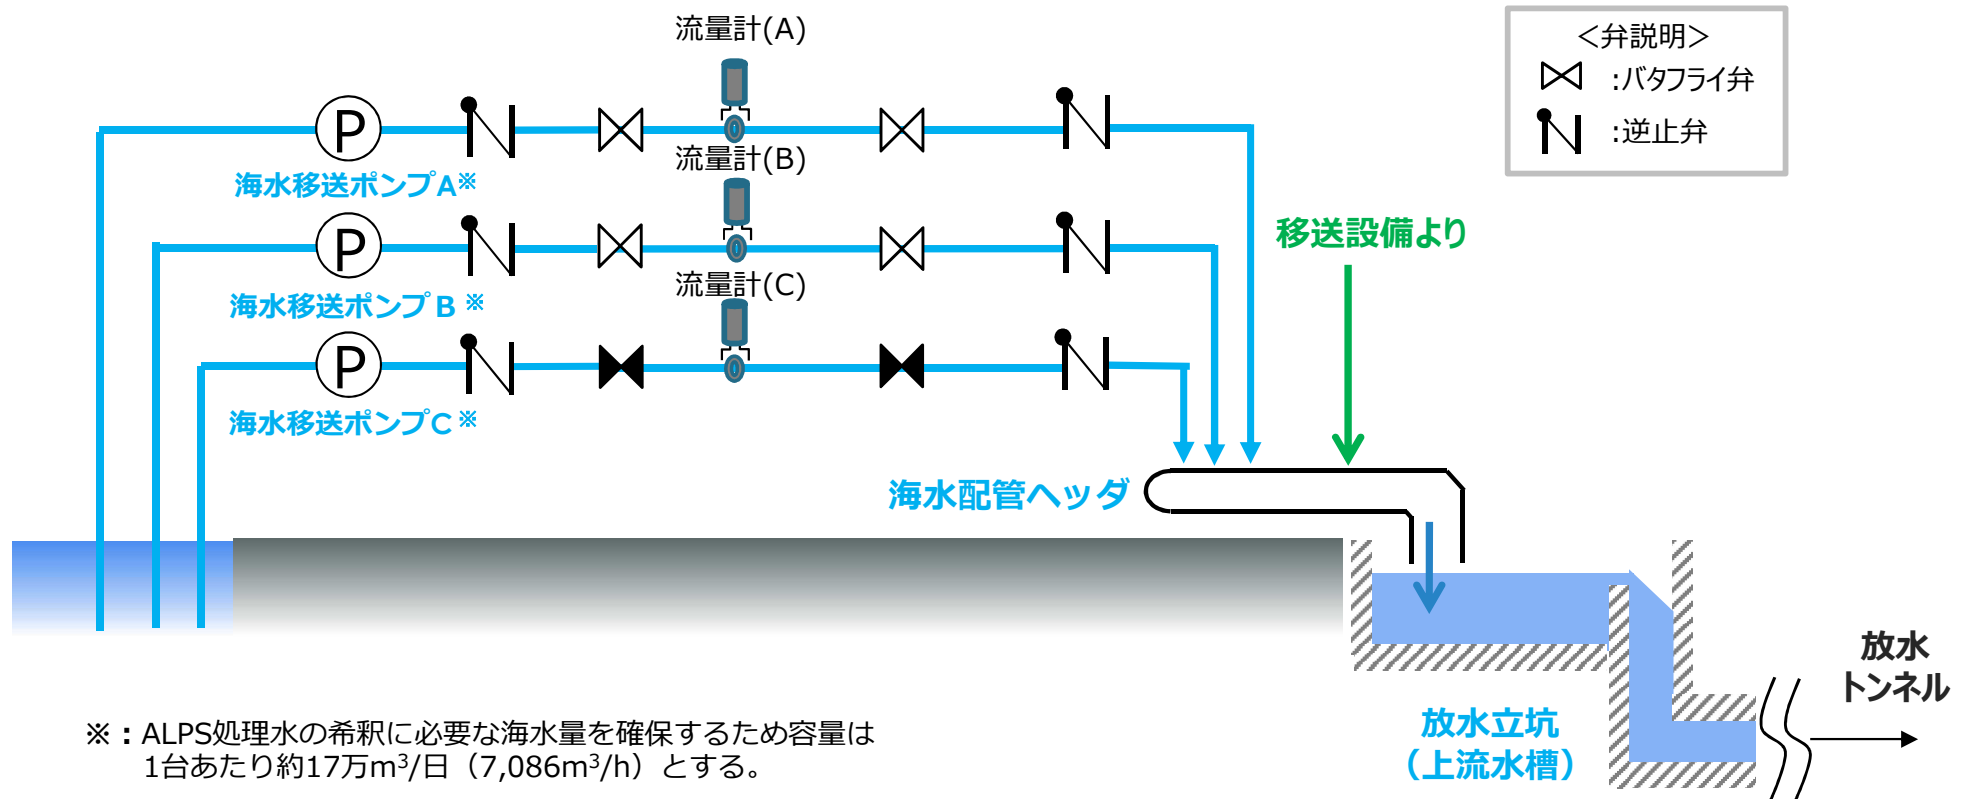 流量計(A)
<弁説明>
:バタフライ弁
:逆止弁
P
海水移送ポンプA※
流量計(B)
P
海水移送ポンプB※
移送設備より
流量計(C)
P
海水移送ポンプC※
海水配管ヘッダ
放水
トンネル
放水立坑
（上流水槽）
※：ALPS処理水の希釈に必要な海水量を確保するため容量は
1台あたり約17万m³/日（7,086m³/h）とする。